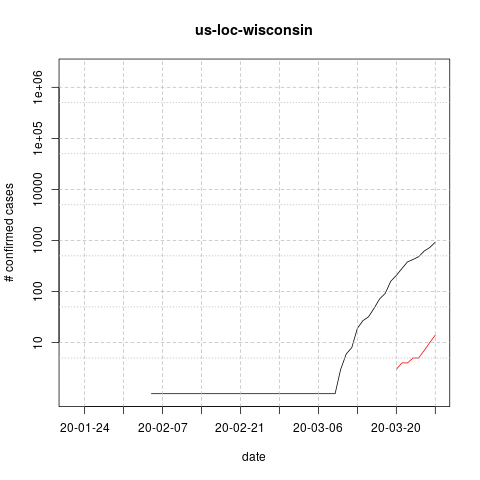 us-loc-wisconsin
# confirmed cases
1e+06
1e+05
10000
1000
100
10
20-01-24 20-02-07 20-02-21 20-03-06 20-03-20
date